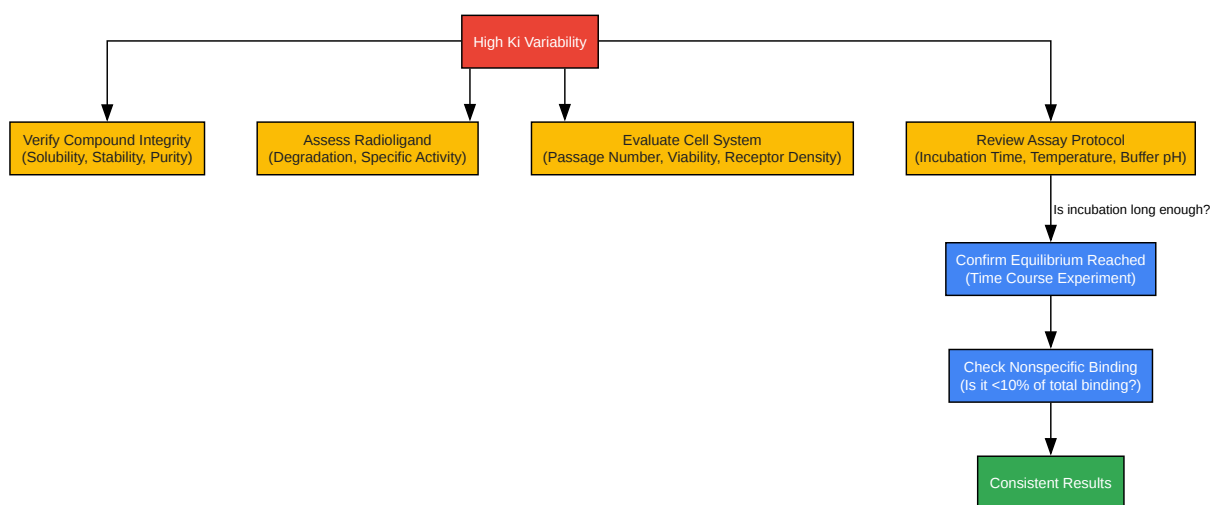 High Ki Variability
Verify Compound Integrity
(Solubility, Stability, Purity)
Assess Radioligand
(Degradation, Specific Activity)
Evaluate Cell System
(Passage Number, Viability, Receptor Density)
Review Assay Protocol
(Incubation Time, Temperature, Buffer pH)
Is incubation long enough?
Confirm Equilibrium Reached
(Time Course Experiment)
Check Nonspecific Binding
(Is it <10% of total binding?)
Consistent Results